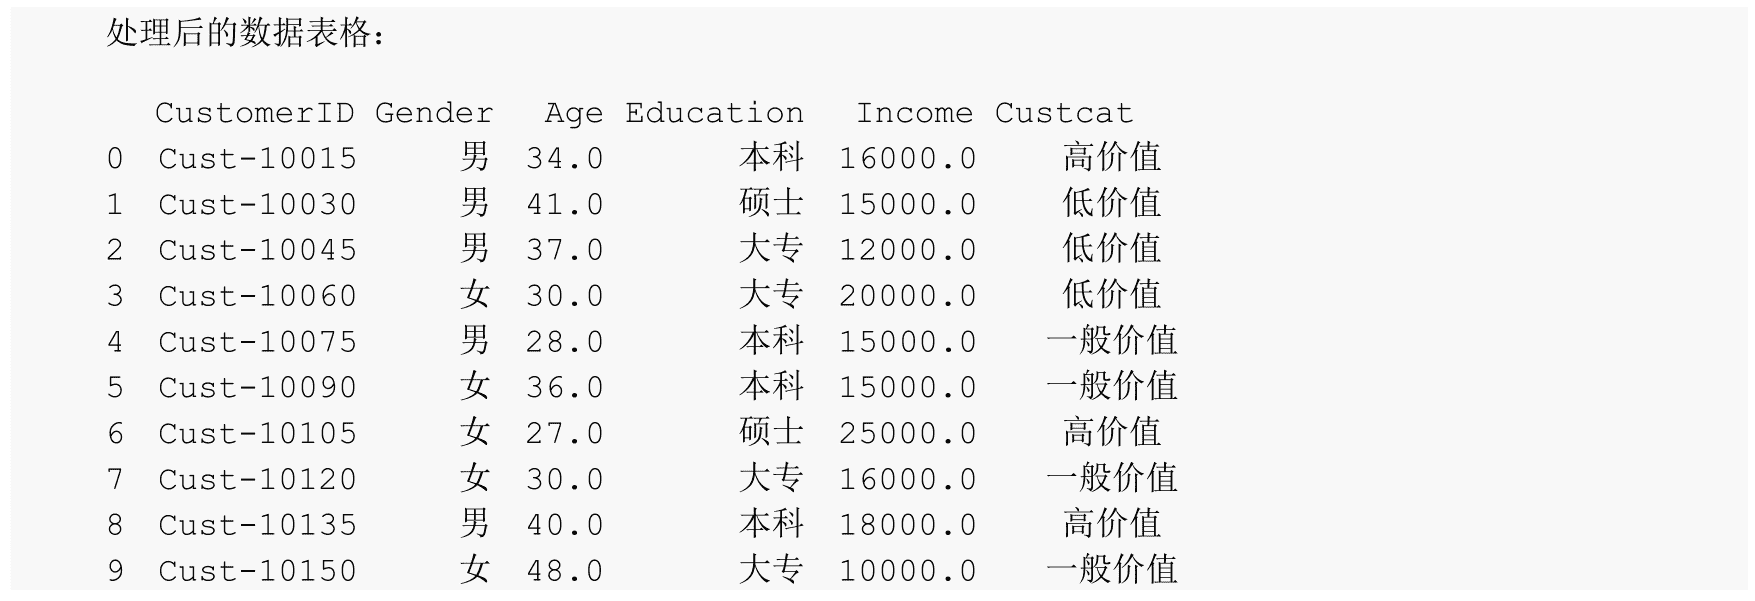 处理后的数据表格：
CustomerID Gender Age Education Income Custcat
0 Cust-10015 男 34.0 本科 16000.0 高价值
1 Cust-10030 男 41.0 硕士 15000.0 低价值
2 Cust-10045 男 37.0 大专 12000.0 低价值
3 Cust-10060 女 30.0 大专 20000.0 低价值
4 Cust-10075 男 28.0 本科 15000.0 一般价值
5 Cust-10090 女 36.0 本科 15000.0 一般价值
6 Cust-10105 女 27.0 硕士 25000.0 高价值
7 Cust-10120 女 30.0 大专 16000.0 一般价值
8 Cust-10135 男 40.0 本科 18000.0 高价值
9 Cust-10150 女 48.0 大专 10000.0 一般价值